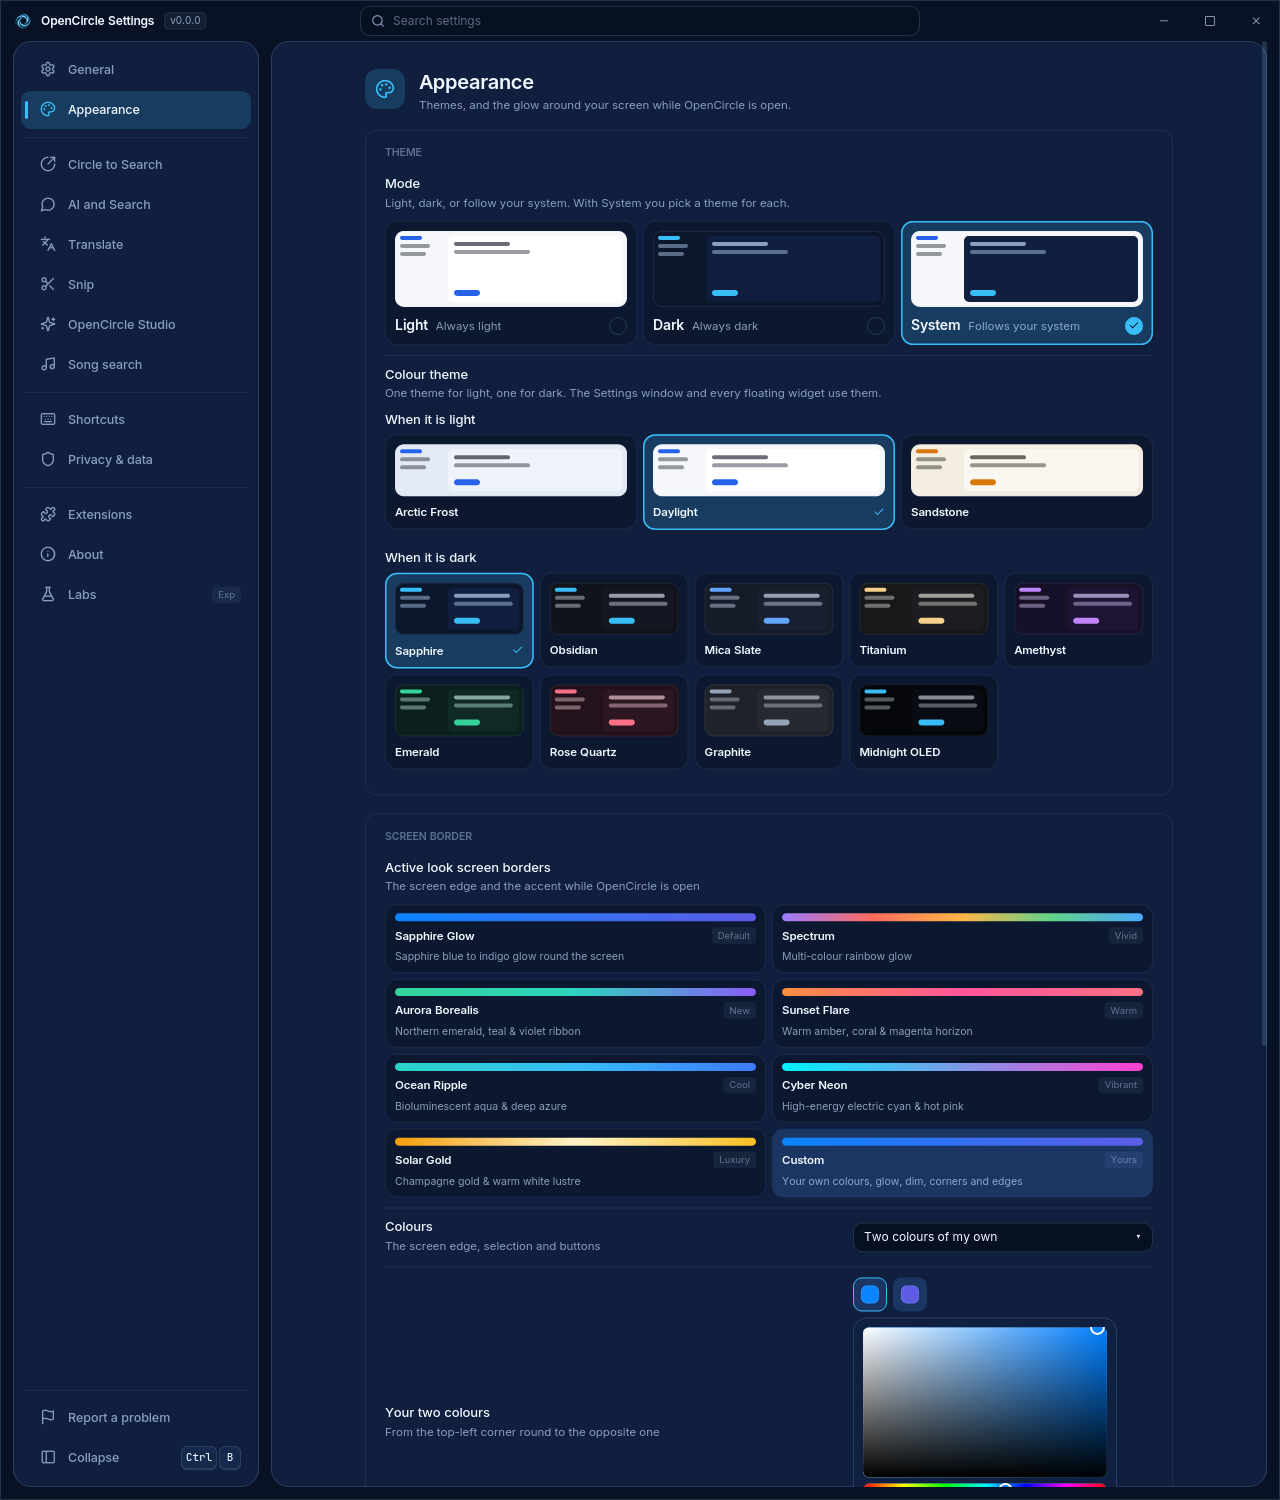 OpenCircle Settings v0.0.0
Search settings
General
Appearance
Circle to Search
AI and Search
Translate
Snip
OpenCircle Studio
Song search
Shortcuts
Privacy & data
Extensions
About
Labs Exp
Report a problem
Collapse Ctrl B
Appearance
Themes, and the glow around your screen while OpenCircle is open.
THEME
Mode
Light, dark, or follow your system. With System you pick a theme for each.
Light Always light
Dark Always dark
System Follows your system
Colour theme
One theme for light, one for dark. The Settings window and every floating widget use them.
When it is light
Arctic Frost
Daylight
Sandstone
When it is dark
Sapphire
Obsidian
Mica Slate
Titanium
Amethyst
Emerald
Rose Quartz
Graphite
Midnight OLED
SCREEN BORDER
Active look screen borders
The screen edge and the accent while OpenCircle is open
Sapphire Glow Default
Sapphire blue to indigo glow round the screen
Spectrum Vivid
Multi-colour rainbow glow
Aurora Borealis New
Northern emerald, teal & violet ribbon
Sunset Flare Warm
Warm amber, coral & magenta horizon
Ocean Ripple Cool
Bioluminescent aqua & deep azure
Cyber Neon Vibrant
High-energy electric cyan & hot pink
Solar Gold Luxury
Champagne gold & warm white lustre
Custom Yours
Your own colours, glow, dim, corners and edges
Colours
The screen edge, selection and buttons
Two colours of my own
Your two colours
From the top-left corner round to the opposite one